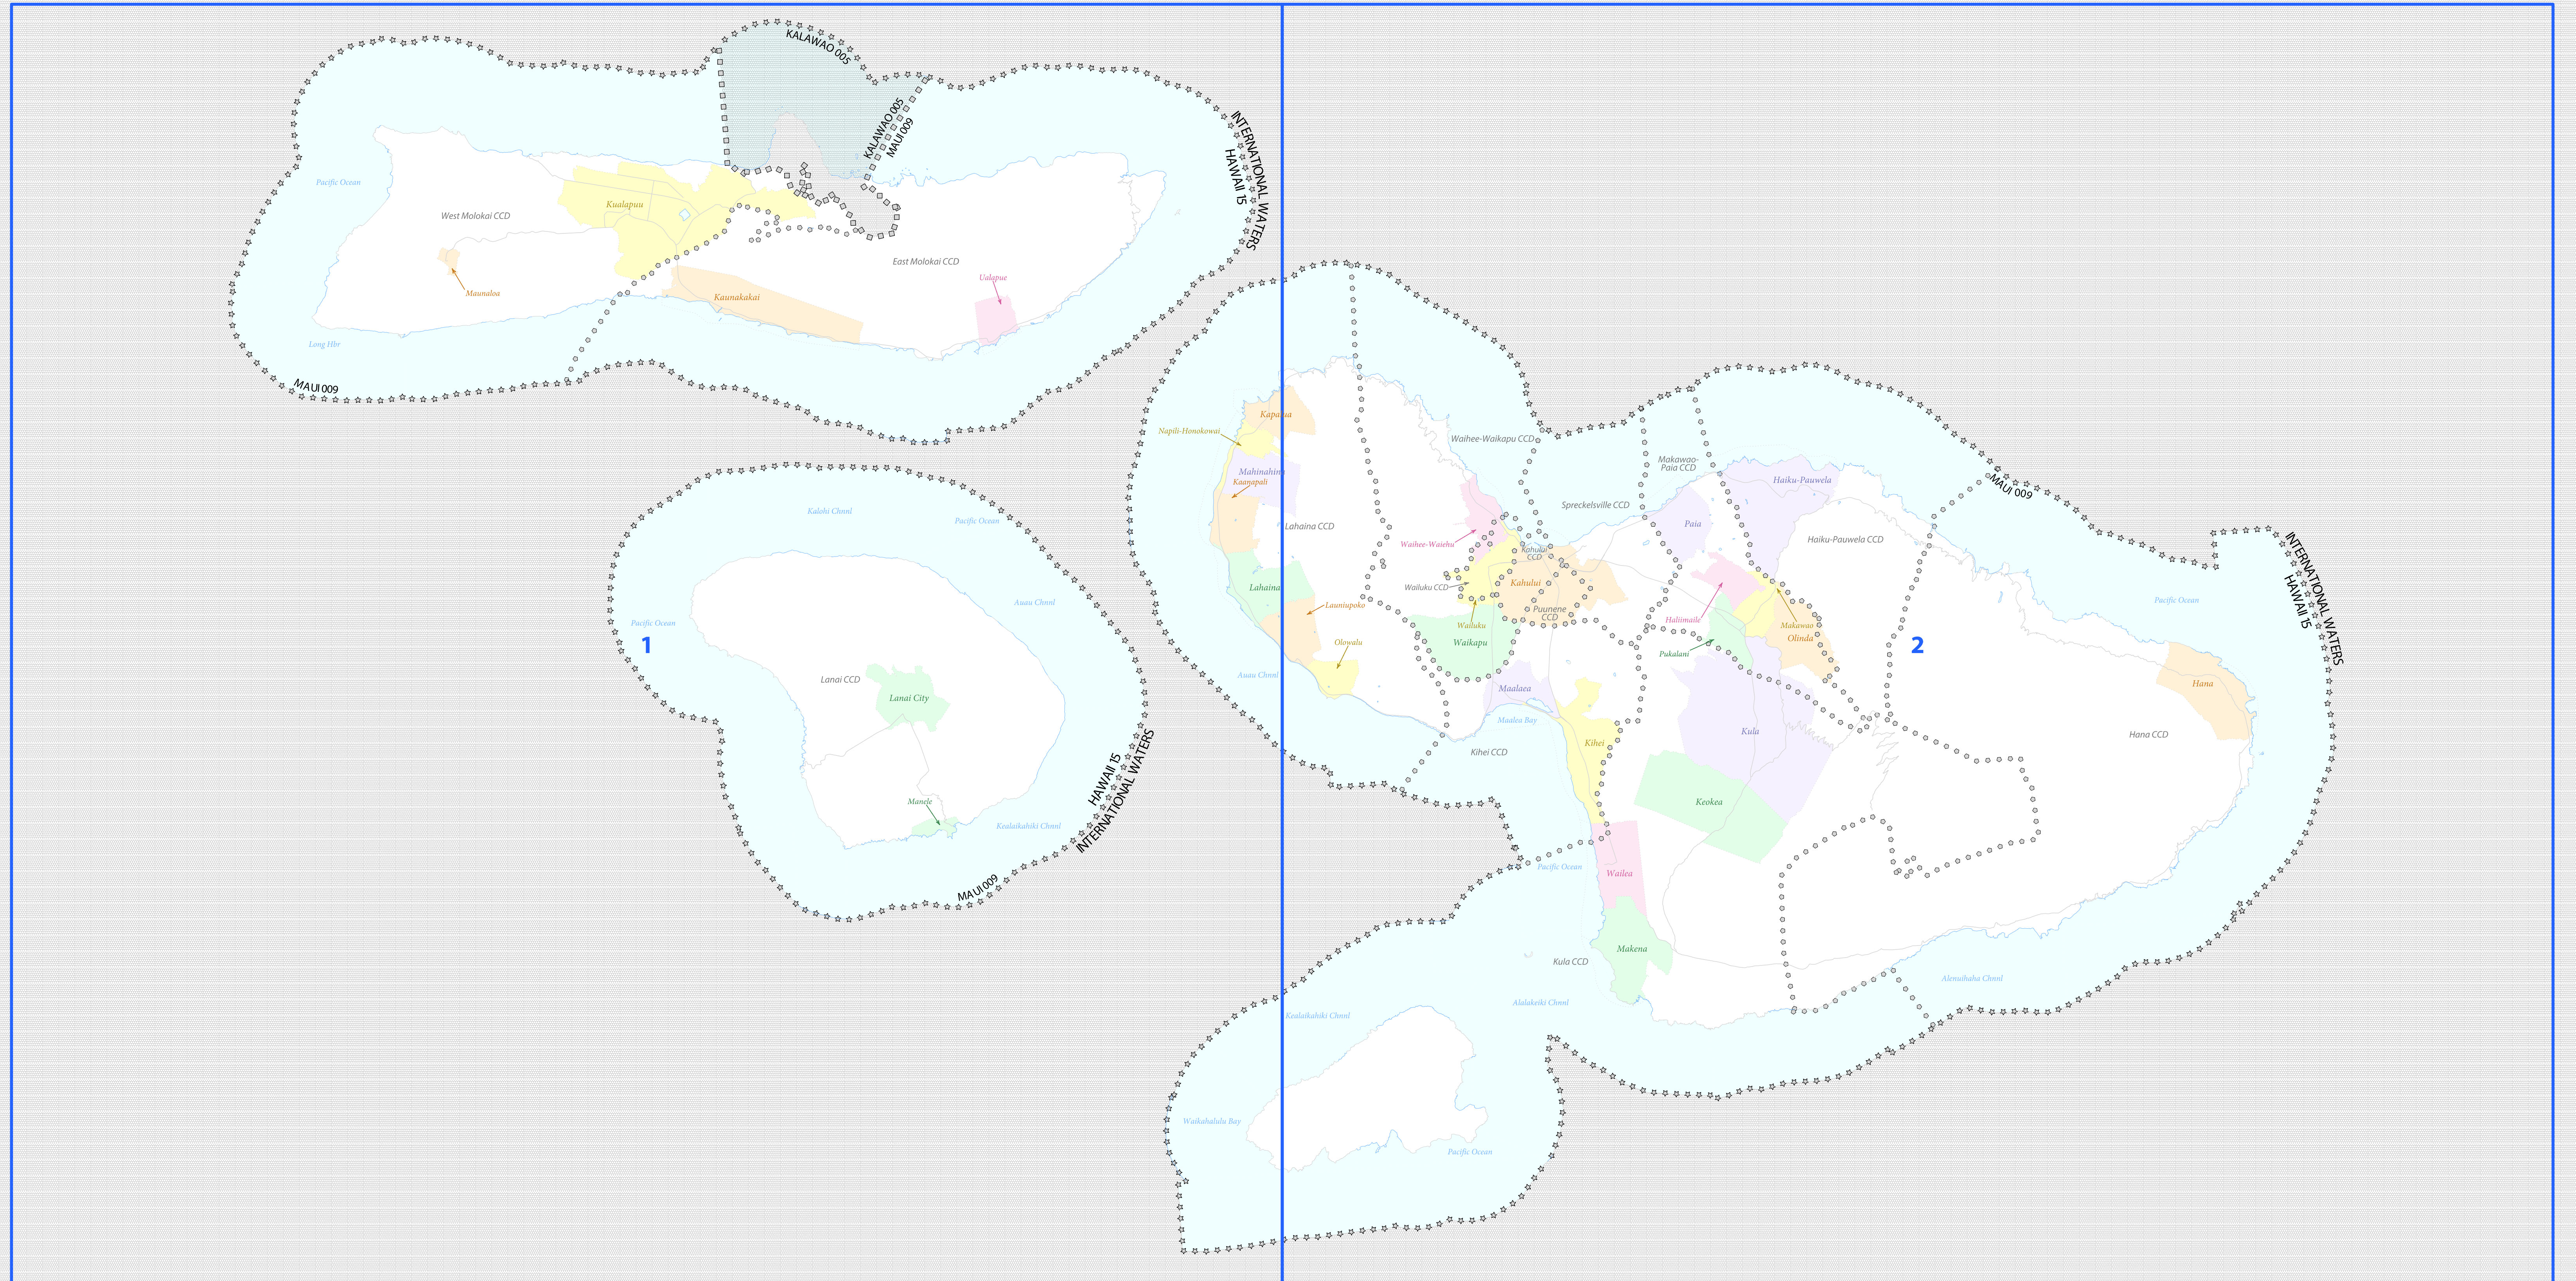 KALAWAO 005
KALAWAO 005
MAUI 009
INTERNATIONAL WATERS
HAWAII 15
Pacific Ocean
West Molokai CCD
Kualapuu
East Molokai CCD
Maunaloa
Kaunakakai
Ualapue
Long Hbr
MAUI 009
Kalohi Chnnl
Pacific Ocean
Auau Chnnl
Pacific Ocean
1
Lanai CCD
Lanai City
Manele
Kealaikahiki Chnnl
HAWAII 15
INTERNATIONAL WATERS
MAUI 009
Kapalua
Napili-Honokowai
Mahinahina
Kaanapali
Lahaina CCD
Lahaina
Launiupoko
Olowalu
Auau Chnnl
Waihee-Waikapu CCD
Waihee-Waiehu
Wailuku CCD
Wailuku
Waikapu
Kahului
CCD
Kahului
Puunene
CCD
Spreckelsville CCD
Makawao-
Paia CCD
Paia
Haiku-Pauwela
Haiku-Pauwela CCD
Haliimaile
Makawao
Olinda
Pukalani
Maalaea
Maalea Bay
Kihei CCD
Kihei
Kula
Keokea
Pacific Ocean
Wailea
Makena
Kula CCD
Alalakeiki Chnnl
Kealaikahiki Chnnl
Waikahalulu Bay
Pacific Ocean
2
MAUI 009
INTERNATIONAL WATERS
HAWAII 15
Pacific Ocean
Hana
Hana CCD
Alenuihaha Chnnl